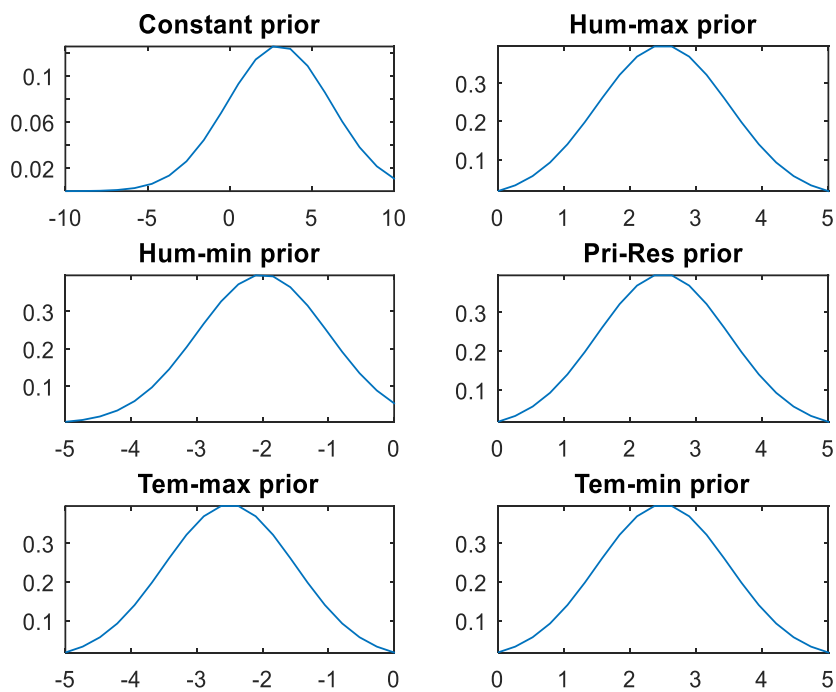 Constant prior
0.1
0.06
0.02
-10 -5 0 5 10
Hum-max prior
0.3
0.2
0.1
0 1 2 3 4 5
Hum-min prior
0.3
0.2
0.1
-5 -4 -3 -2 -1 0
Pri-Res prior
0.3
0.2
0.1
0 1 2 3 4 5
Tem-max prior
0.3
0.2
0.1
-5 -4 -3 -2 -1 0
Tem-min prior
0.3
0.2
0.1
0 1 2 3 4 5